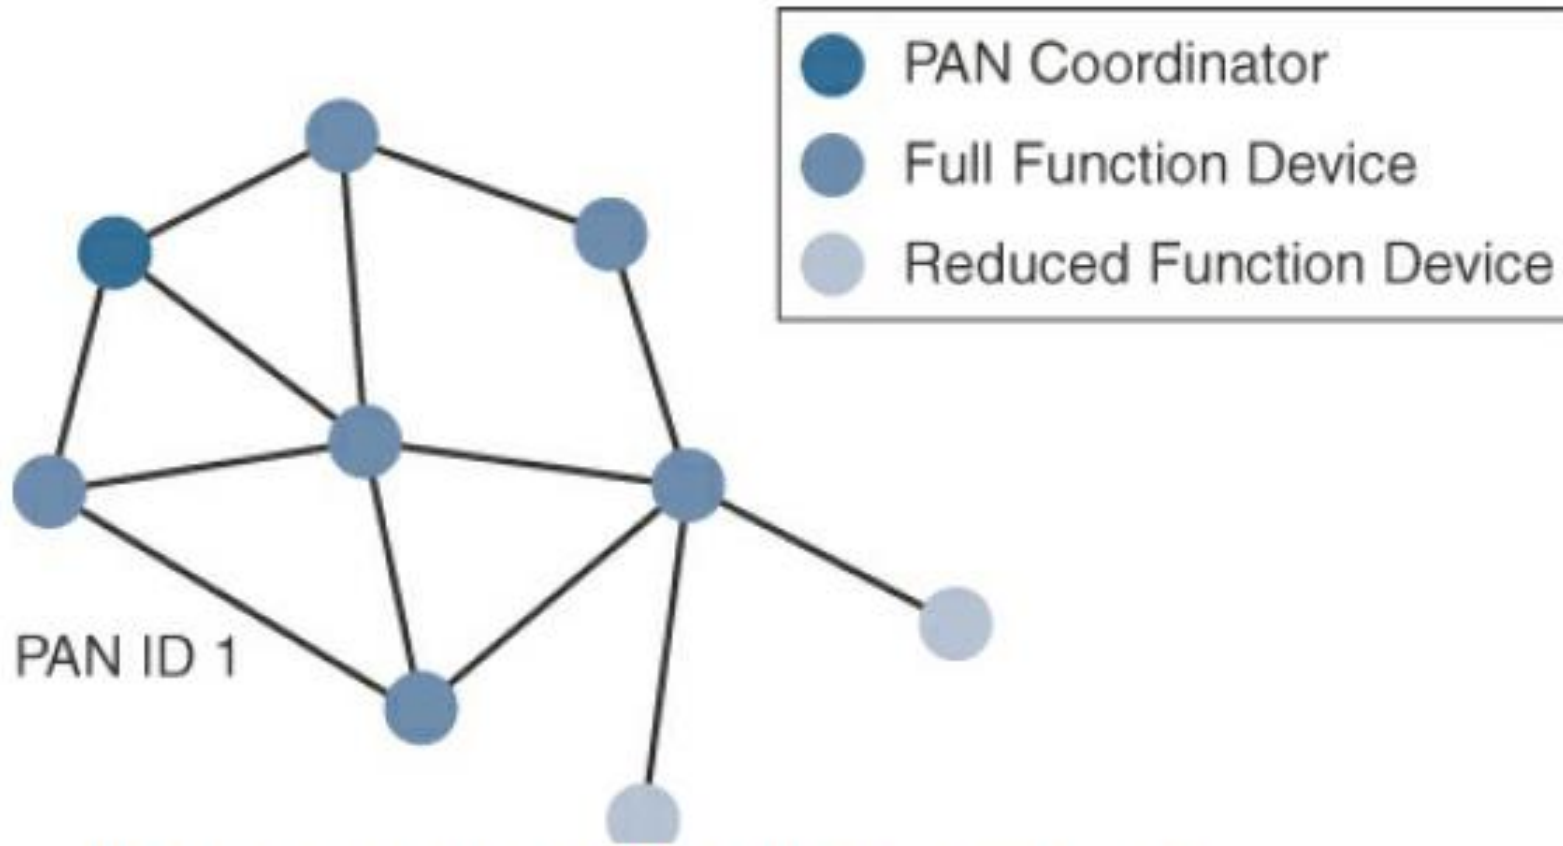 PAN Coordinator
Full Function Device
Reduced Function Device
PAN ID 1